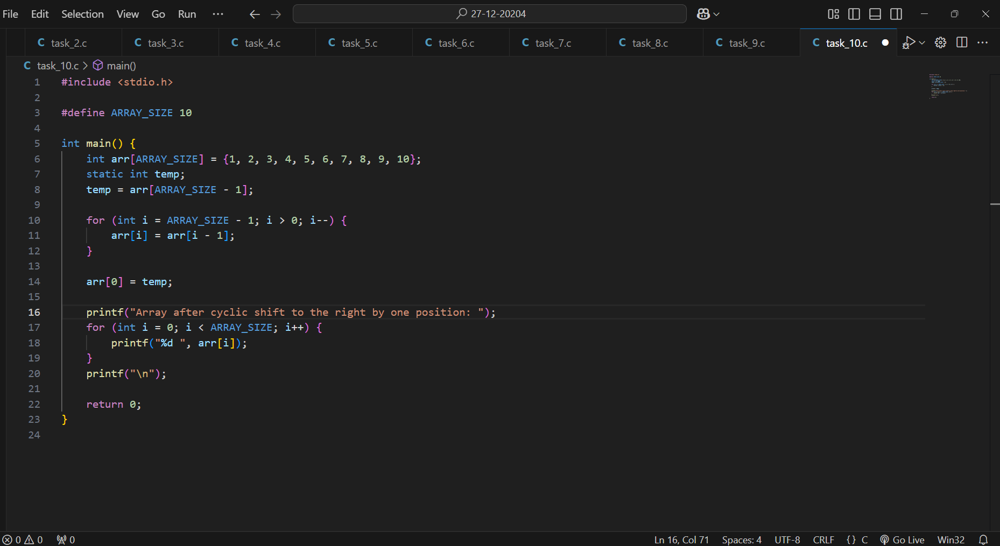 File Edit Selection View Go Run ··· 27-12-20204
C task_2.c C task_3.c C task_4.c C task_5.c C task_6.c C task_7.c C task_8.c C task_9.c C task_10.c
C task_10.c > main()
1 #include <stdio.h>
2
3 #define ARRAY_SIZE 10
4
5 int main() {
6     int arr[ARRAY_SIZE] = {1, 2, 3, 4, 5, 6, 7, 8, 9, 10};
7     static int temp;
8     temp = arr[ARRAY_SIZE - 1];
9
10     for (int i = ARRAY_SIZE - 1; i > 0; i--) {
11         arr[i] = arr[i - 1];
12     }
13
14     arr[0] = temp;
15
16     printf("Array after cyclic shift to the right by one position: ");
17     for (int i = 0; i < ARRAY_SIZE; i++) {
18         printf("%d ", arr[i]);
19     }
20     printf("\n");
21
22     return 0;
23 }
24
0 0 0 Ln 16, Col 71 Spaces: 4 UTF-8 CRLF {} C Go Live Win32